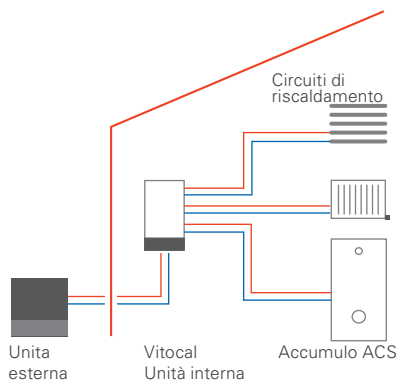 Circuiti di
riscaldamento
Unita
esterna
Vitocal
Unità interna
Accumulo ACS